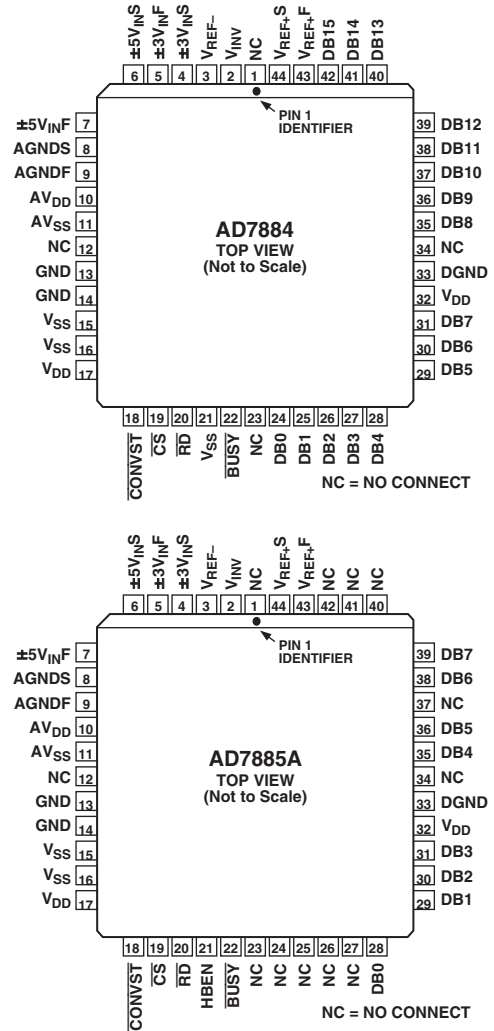 ±5VINS ±3VINF ±3VINS VREF– VINV NC VREF+S VREF+F DB15 DB14 DB13
6 5 4 3 2 1 44 43 42 41 40
PIN 1
IDENTIFIER
±5VINF 7
AGNDS 8
AGNDF 9
AVDD 10
AVSS 11
NC 12
GND 13
GND 14
VSS 15
VSS 16
VDD 17
AD7884
TOP VIEW
(Not to Scale)
39 DB12
38 DB11
37 DB10
36 DB9
35 DB8
34 NC
33 DGND
32 VDD
31 DB7
30 DB6
29 DB5
18 19 20 21 22 23 24 25 26 27 28
CONVST CS RD VSS BUSY NC DB0 DB1 DB2 DB3 DB4
NC = NO CONNECT
±5VINS ±3VINF ±3VINS VREF– VINV NC VREF+S VREF+F NC NC NC
6 5 4 3 2 1 44 43 42 41 40
PIN 1
IDENTIFIER
±5VINF 7
AGNDS 8
AGNDF 9
AVDD 10
AVSS 11
NC 12
GND 13
GND 14
VSS 15
VSS 16
VDD 17
AD7885A
TOP VIEW
(Not to Scale)
39 DB7
38 DB6
37 NC
36 DB5
35 DB4
34 NC
33 DGND
32 VDD
31 DB3
30 DB2
29 DB1
18 19 20 21 22 23 24 25 26 27 28
CONVST CS RD HBEN BUSY NC NC NC NC NC DB0
NC = NO CONNECT